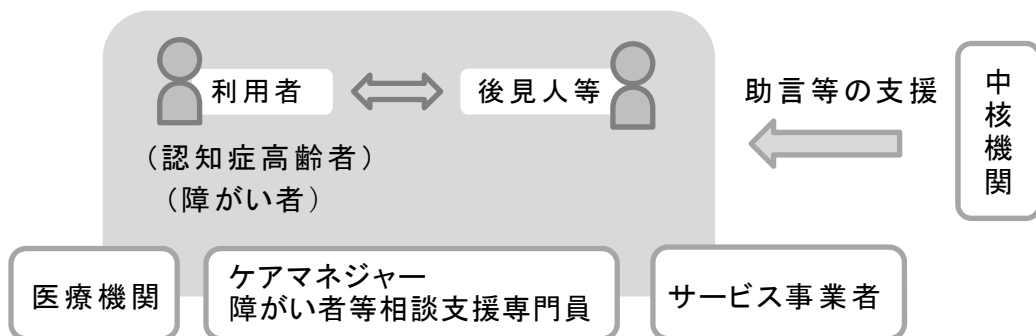 利用者
後見人等
助言等の支援
中核機関
（認知症高齢者）
（障がい者）
医療機関
ケアマネジャー
障がい者等相談支援専門員
サービス事業者